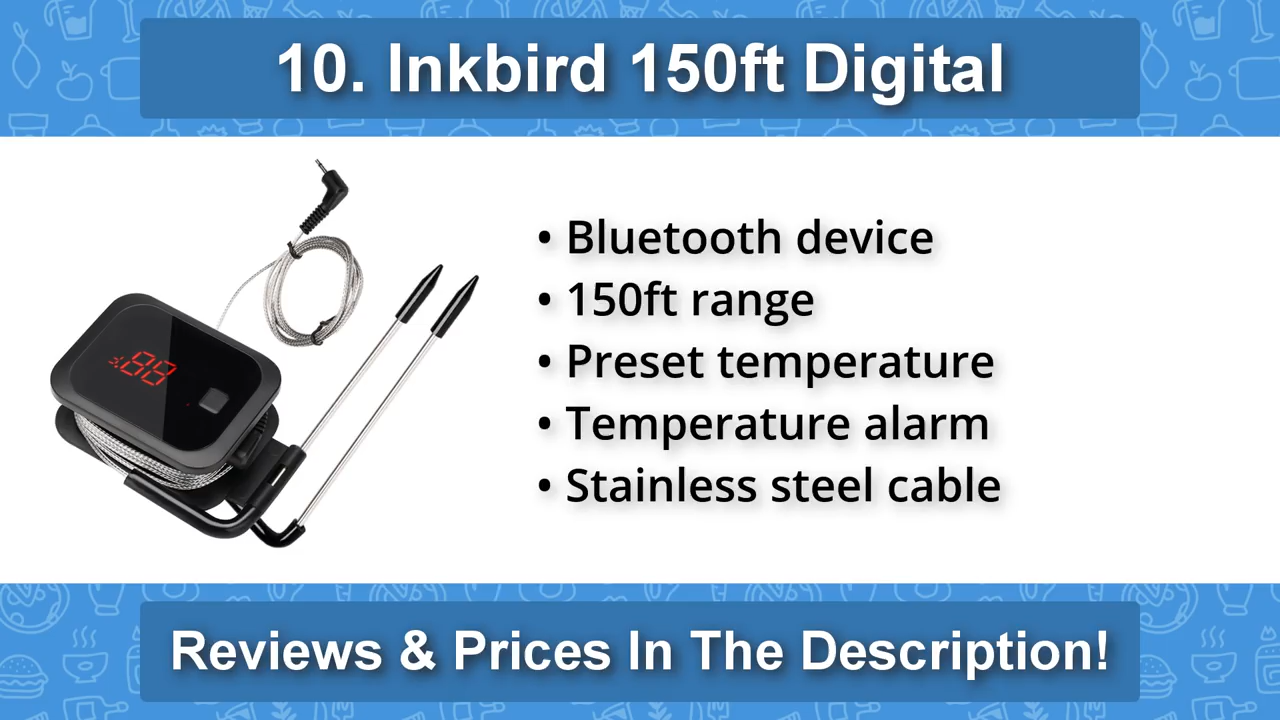 10. Inkbird 150ft Digital
• Bluetooth device
• 150ft range
• Preset temperature
• Temperature alarm
• Stainless steel cable
Reviews & Prices In The Description!